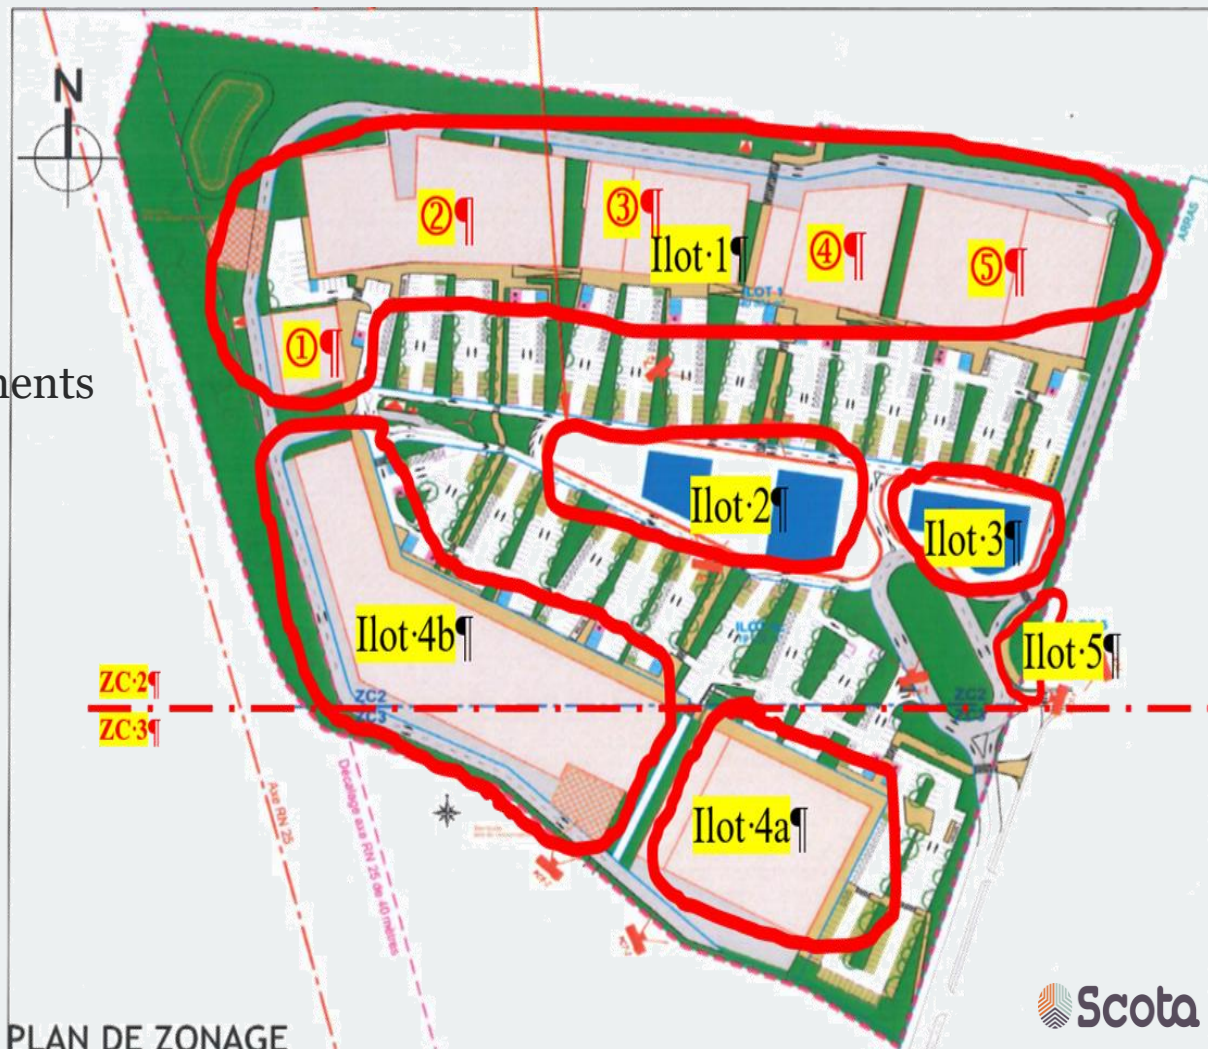 N
ARRAS
②¶
③¶
Ilot·1¶
④¶
⑤¶
ILOT 1
①¶
ments
Ilot·2¶
Ilot·3¶
Ilot·4b¶
Ilot·5¶
ZC·2¶
ZC2
ZC2
ZC·3¶
ZC3
Axe RN 25
Décalage axe RN 25 de 40 mètres
Ilot·4a¶
Scota
PLAN DE ZONAGE